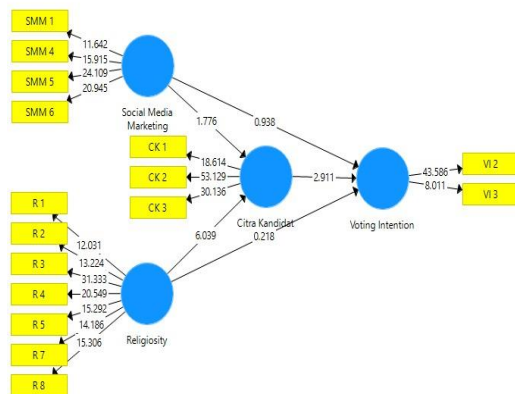 SMM 1
SMM 4
SMM 5
SMM 6
11.642
15.915
24.109
20.945
Social Media
Marketing
0.938
1.776
CK 1
CK 2
CK 3
18.614
53.129
30.136
Citra Kandidat
2.911
Voting Intention
43.586
8.011
VI 2
VI 3
6.039
0.218
R 1
R 2
R 3
R 4
R 5
R 7
R 8
12.031
13.224
31.333
20.549
15.292
14.186
15.306
Religiosity